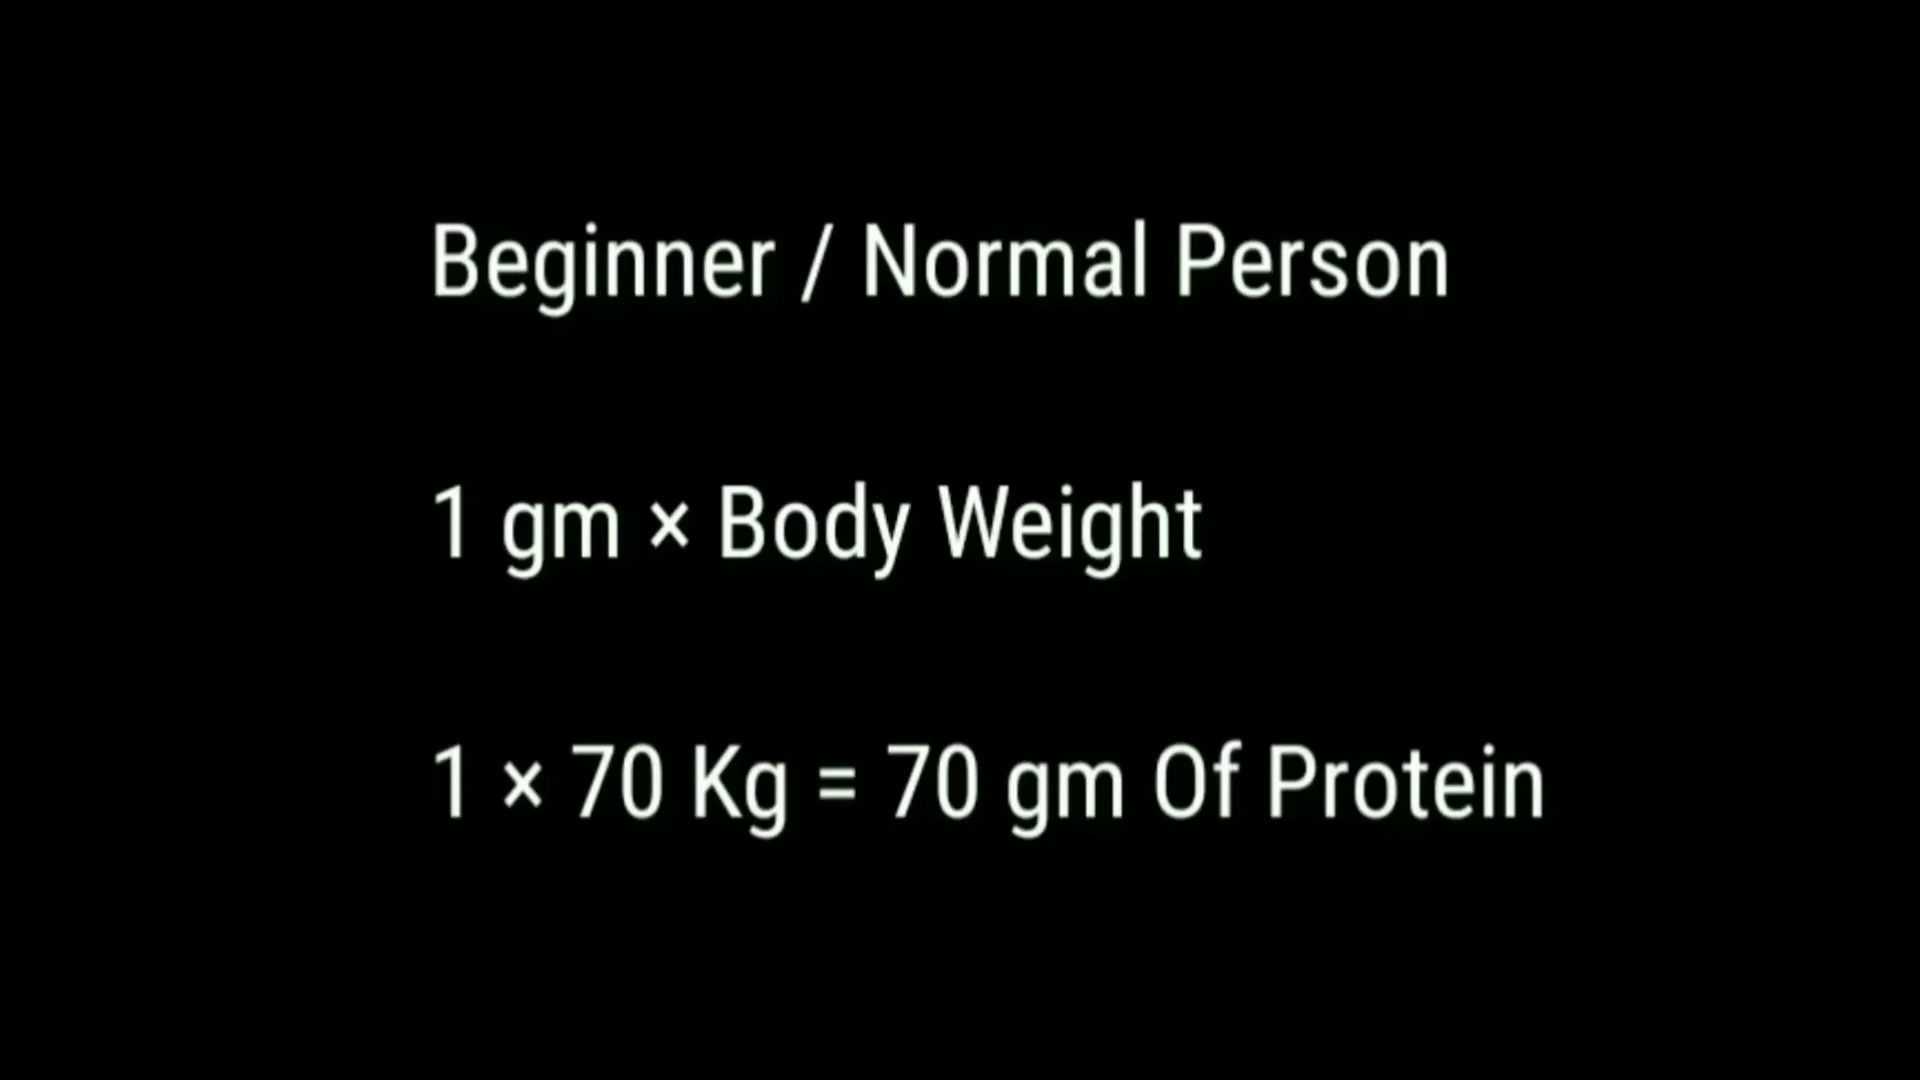 Beginner / Normal Person
1 gm × Body Weight
1 × 70 Kg = 70 gm Of Protein